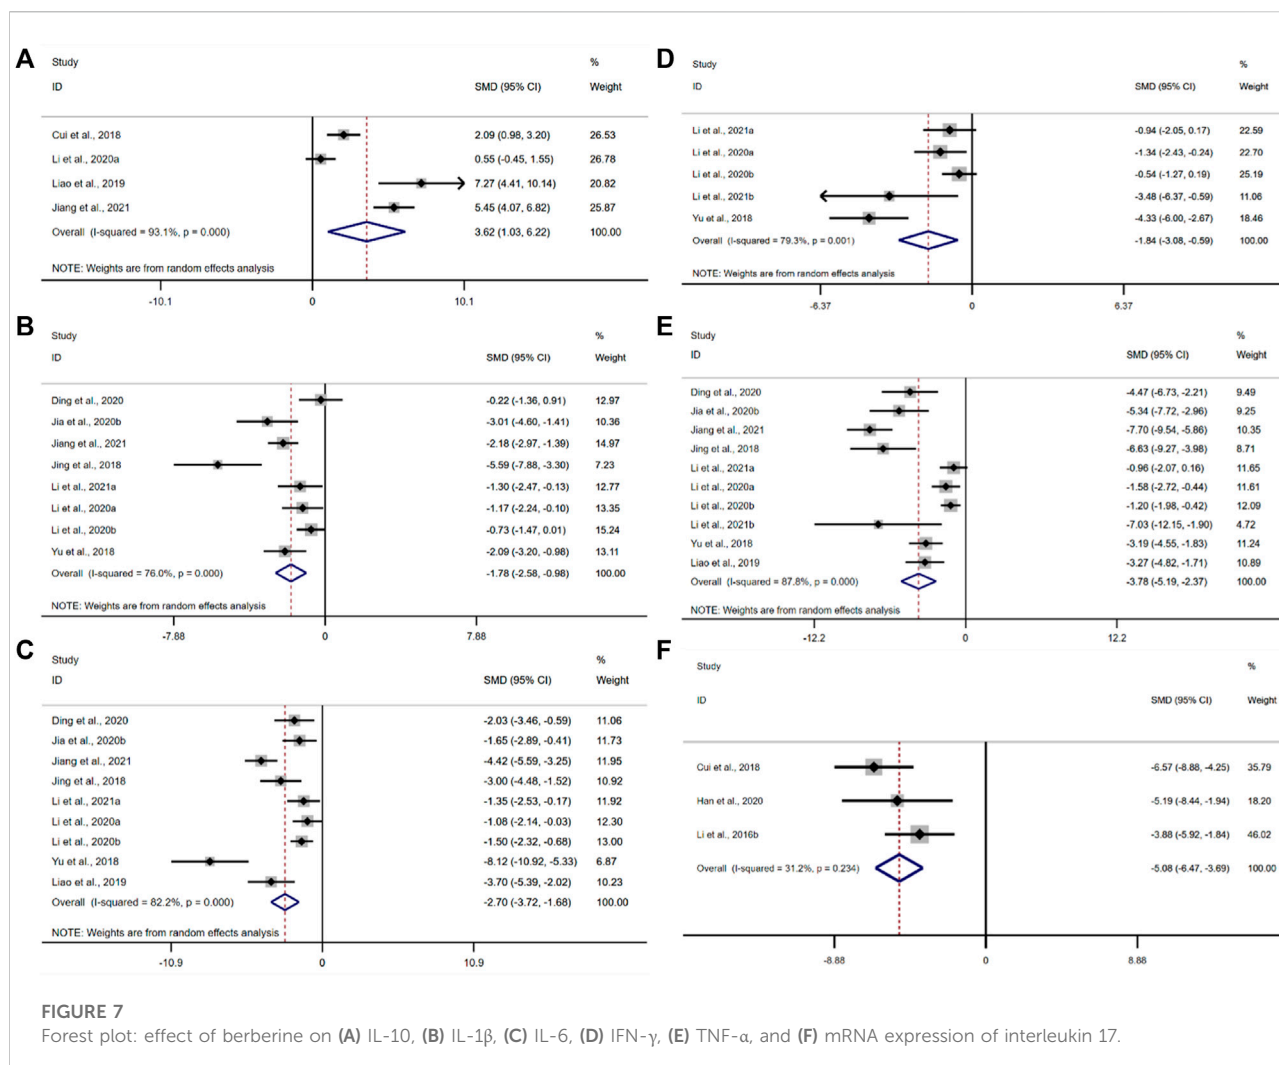 A
Study %
ID SMD (95% CI) Weight
Cui et al., 2018 2.09 (0.98, 3.20) 26.53
Li et al., 2020a 0.55 (-0.45, 1.55) 26.78
Liao et al., 2019 7.27 (4.41, 10.14) 20.82
Jiang et al., 2021 5.45 (4.07, 6.82) 25.87
Overall (I-squared = 93.1%, p = 0.000) 3.62 (1.03, 6.22) 100.00
NOTE: Weights are from random effects analysis
-10.1 0 10.1
B
Study %
ID SMD (95% CI) Weight
Ding et al., 2020 -0.22 (-1.36, 0.91) 12.97
Jia et al., 2020b -3.01 (-4.60, -1.41) 10.36
Jiang et al., 2021 -2.18 (-2.97, -1.39) 14.97
Jing et al., 2018 -5.59 (-7.88, -3.30) 7.23
Li et al., 2021a -1.30 (-2.47, -0.13) 12.77
Li et al., 2020a -1.17 (-2.24, -0.10) 13.35
Li et al., 2020b -0.73 (-1.47, 0.01) 15.24
Yu et al., 2018 -2.09 (-3.20, -0.98) 13.11
Overall (I-squared = 76.0%, p = 0.000) -1.78 (-2.58, -0.98) 100.00
NOTE: Weights are from random effects analysis
-7.88 0 7.88
C
Study %
ID SMD (95% CI) Weight
Ding et al., 2020 -2.03 (-3.46, -0.59) 11.06
Jia et al., 2020b -1.65 (-2.89, -0.41) 11.73
Jiang et al., 2021 -4.42 (-5.59, -3.25) 11.95
Jing et al., 2018 -3.00 (-4.48, -1.52) 10.92
Li et al., 2021a -1.35 (-2.53, -0.17) 11.92
Li et al., 2020a -1.08 (-2.14, -0.03) 12.30
Li et al., 2020b -1.50 (-2.32, -0.68) 13.00
Yu et al., 2018 -8.12 (-10.92, -5.33) 6.87
Liao et al., 2019 -3.70 (-5.39, -2.02) 10.23
Overall (I-squared = 82.2%, p = 0.000) -2.70 (-3.72, -1.68) 100.00
NOTE: Weights are from random effects analysis
-10.9 0 10.9
D
Study %
ID SMD (95% CI) Weight
Li et al., 2021a -0.94 (-2.05, 0.17) 22.59
Li et al., 2020a -1.34 (-2.43, -0.24) 22.70
Li et al., 2020b -0.54 (-1.27, 0.19) 25.19
Li et al., 2021b -3.48 (-6.37, -0.59) 11.06
Yu et al., 2018 -4.33 (-6.00, -2.67) 18.46
Overall (I-squared = 79.3%, p = 0.001) -1.84 (-3.08, -0.59) 100.00
NOTE: Weights are from random effects analysis
-6.37 0 6.37
E
Study %
ID SMD (95% CI) Weight
Ding et al., 2020 -4.47 (-6.73, -2.21) 9.49
Jia et al., 2020b -5.34 (-7.72, -2.96) 9.25
Jiang et al., 2021 -7.70 (-9.54, -5.86) 10.35
Jing et al., 2018 -6.63 (-9.27, -3.98) 8.71
Li et al., 2021a -0.96 (-2.07, 0.16) 11.65
Li et al., 2020a -1.58 (-2.72, -0.44) 11.61
Li et al., 2020b -1.20 (-1.98, -0.42) 12.09
Li et al., 2021b -7.03 (-12.15, -1.90) 4.72
Yu et al., 2018 -3.19 (-4.55, -1.83) 11.24
Liao et al., 2019 -3.27 (-4.82, -1.71) 10.89
Overall (I-squared = 87.8%, p = 0.000) -3.78 (-5.19, -2.37) 100.00
NOTE: Weights are from random effects analysis
-12.2 0 12.2
F
Study %
ID SMD (95% CI) Weight
Cui et al., 2018 -6.57 (-8.88, -4.25) 35.79
Han et al., 2020 -5.19 (-8.44, -1.94) 18.20
Li et al., 2016b -3.88 (-5.92, -1.84) 46.02
Overall (I-squared = 31.2%, p = 0.234) -5.08 (-6.47, -3.69) 100.00
-8.88 0 8.88
FIGURE 7
Forest plot: effect of berberine on (A) IL-10, (B) IL-1β, (C) IL-6, (D) IFN-γ, (E) TNF-α, and (F) mRNA expression of interleukin 17.